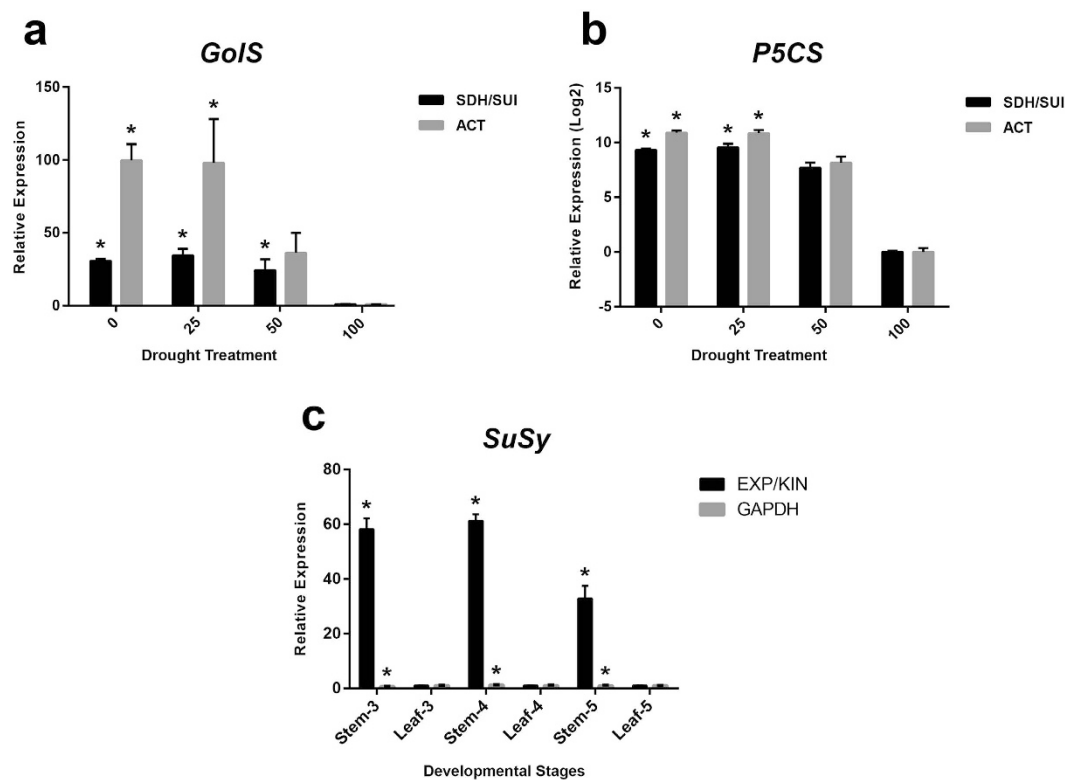 a
GolS
150
100
50
0
Relative Expression
* * * * *
0 25 50 100
Drought Treatment
SDH/SUI
ACT
b
P5CS
15
10
5
0
-5
Relative Expression (Log2)
* * * *
0 25 50 100
Drought Treatment
SDH/SUI
ACT
c
SuSy
80
60
40
20
0
Relative Expression
* * * * * *
Stem-3 Leaf-3 Stem-4 Leaf-4 Stem-5 Leaf-5
Developmental Stages
EXP/KIN
GAPDH